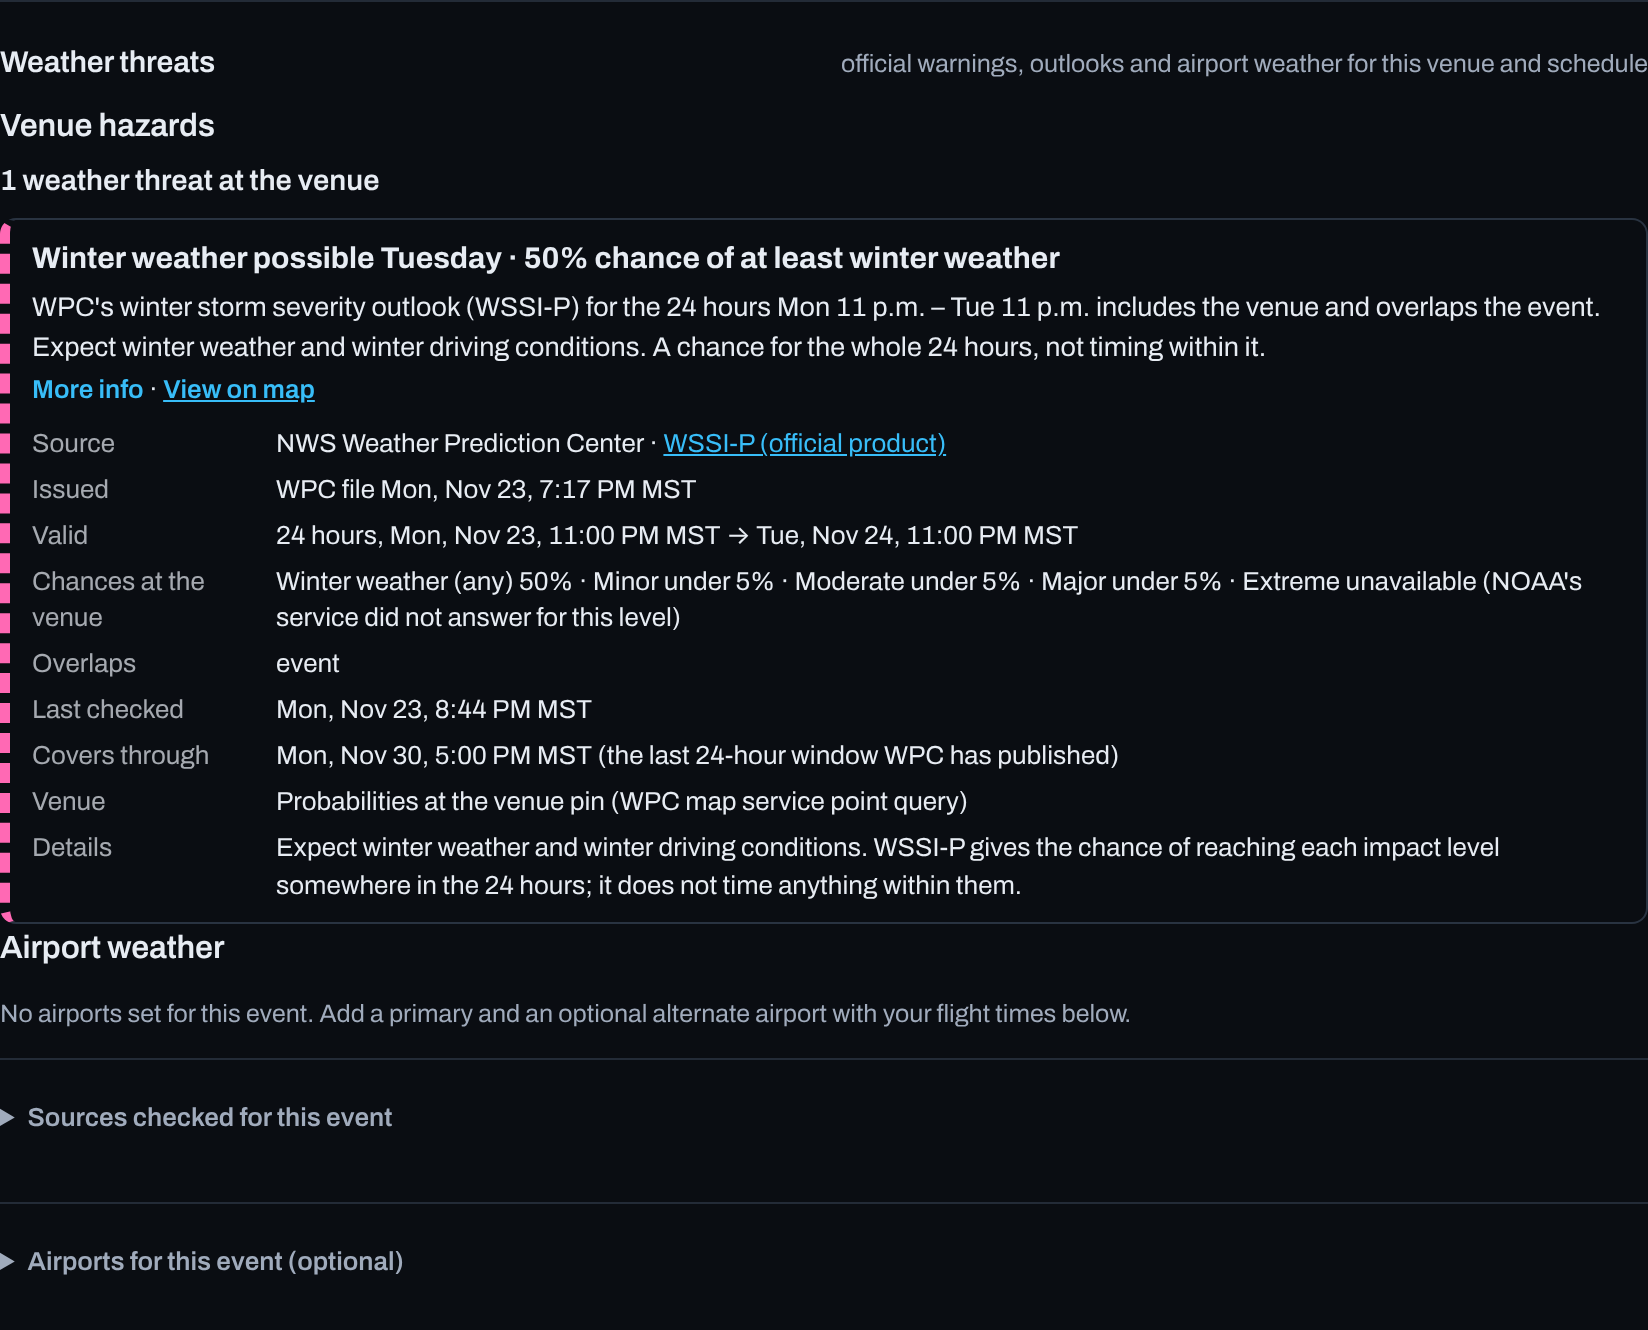 Weather threats
official warnings, outlooks and airport weather for this venue and schedule
Venue hazards
1 weather threat at the venue
Winter weather possible Tuesday · 50% chance of at least winter weather
WPC's winter storm severity outlook (WSSI-P) for the 24 hours Mon 11 p.m. – Tue 11 p.m. includes the venue and overlaps the event.
Expect winter weather and winter driving conditions. A chance for the whole 24 hours, not timing within it.
More info · View on map
Source NWS Weather Prediction Center · WSSI-P (official product)
Issued WPC file Mon, Nov 23, 7:17 PM MST
Valid 24 hours, Mon, Nov 23, 11:00 PM MST → Tue, Nov 24, 11:00 PM MST
Chances at the venue Winter weather (any) 50% · Minor under 5% · Moderate under 5% · Major under 5% · Extreme unavailable (NOAA's
service did not answer for this level)
Overlaps event
Last checked Mon, Nov 23, 8:44 PM MST
Covers through Mon, Nov 30, 5:00 PM MST (the last 24-hour window WPC has published)
Venue Probabilities at the venue pin (WPC map service point query)
Details Expect winter weather and winter driving conditions. WSSI-P gives the chance of reaching each impact level
somewhere in the 24 hours; it does not time anything within them.
Airport weather
No airports set for this event. Add a primary and an optional alternate airport with your flight times below.
Sources checked for this event
Airports for this event (optional)